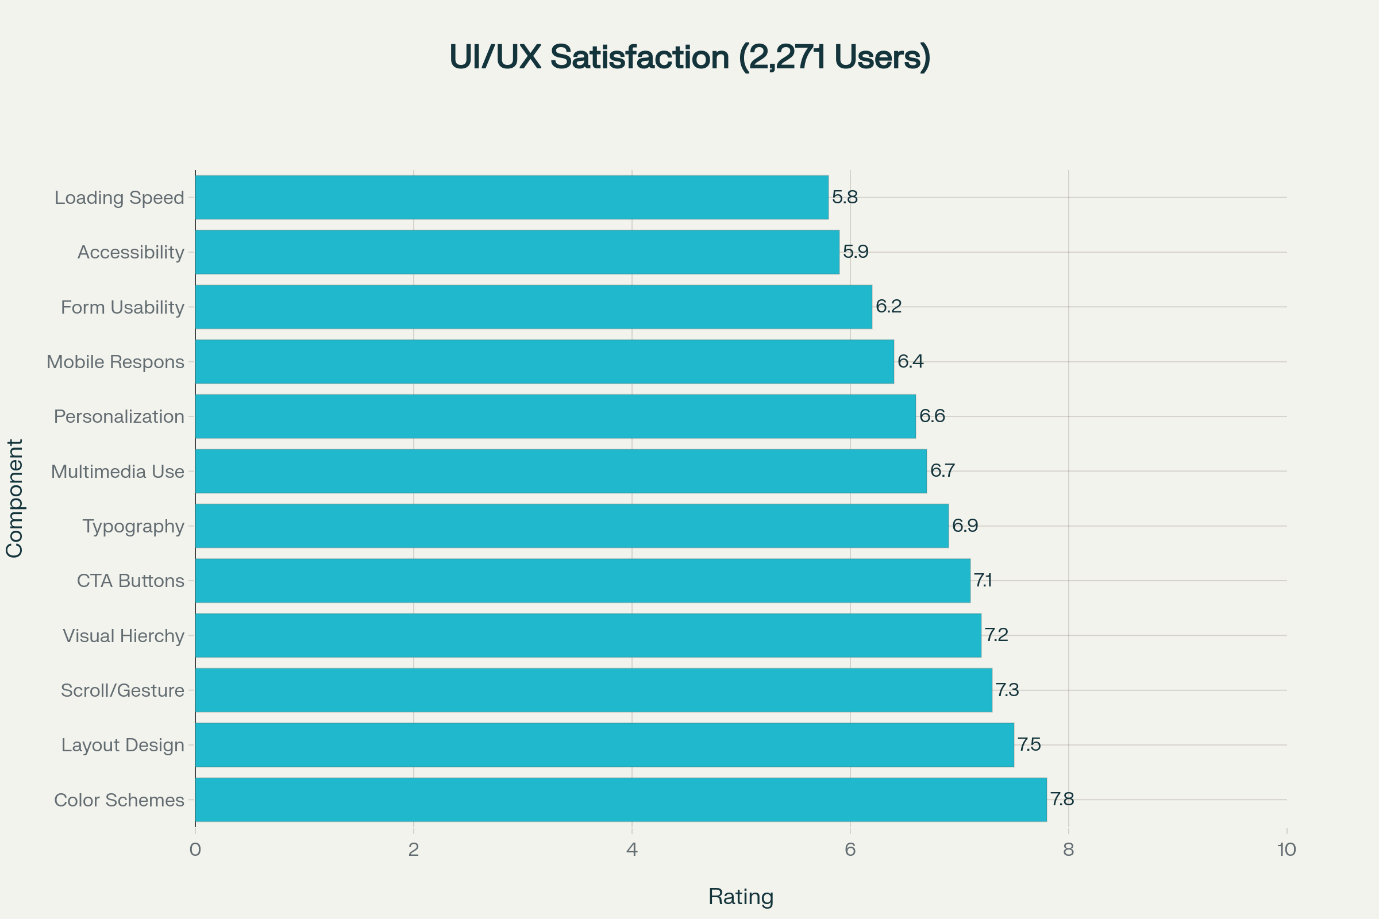 UI/UX Satisfaction (2,271 Users)
Component
Loading Speed 5.8
Accessibility 5.9
Form Usability 6.2
Mobile Respons 6.4
Personalization 6.6
Multimedia Use 6.7
Typography 6.9
CTA Buttons 7.1
Visual Hierchy 7.2
Scroll/Gesture 7.3
Layout Design 7.5
Color Schemes 7.8
0 2 4 6 8 10
Rating